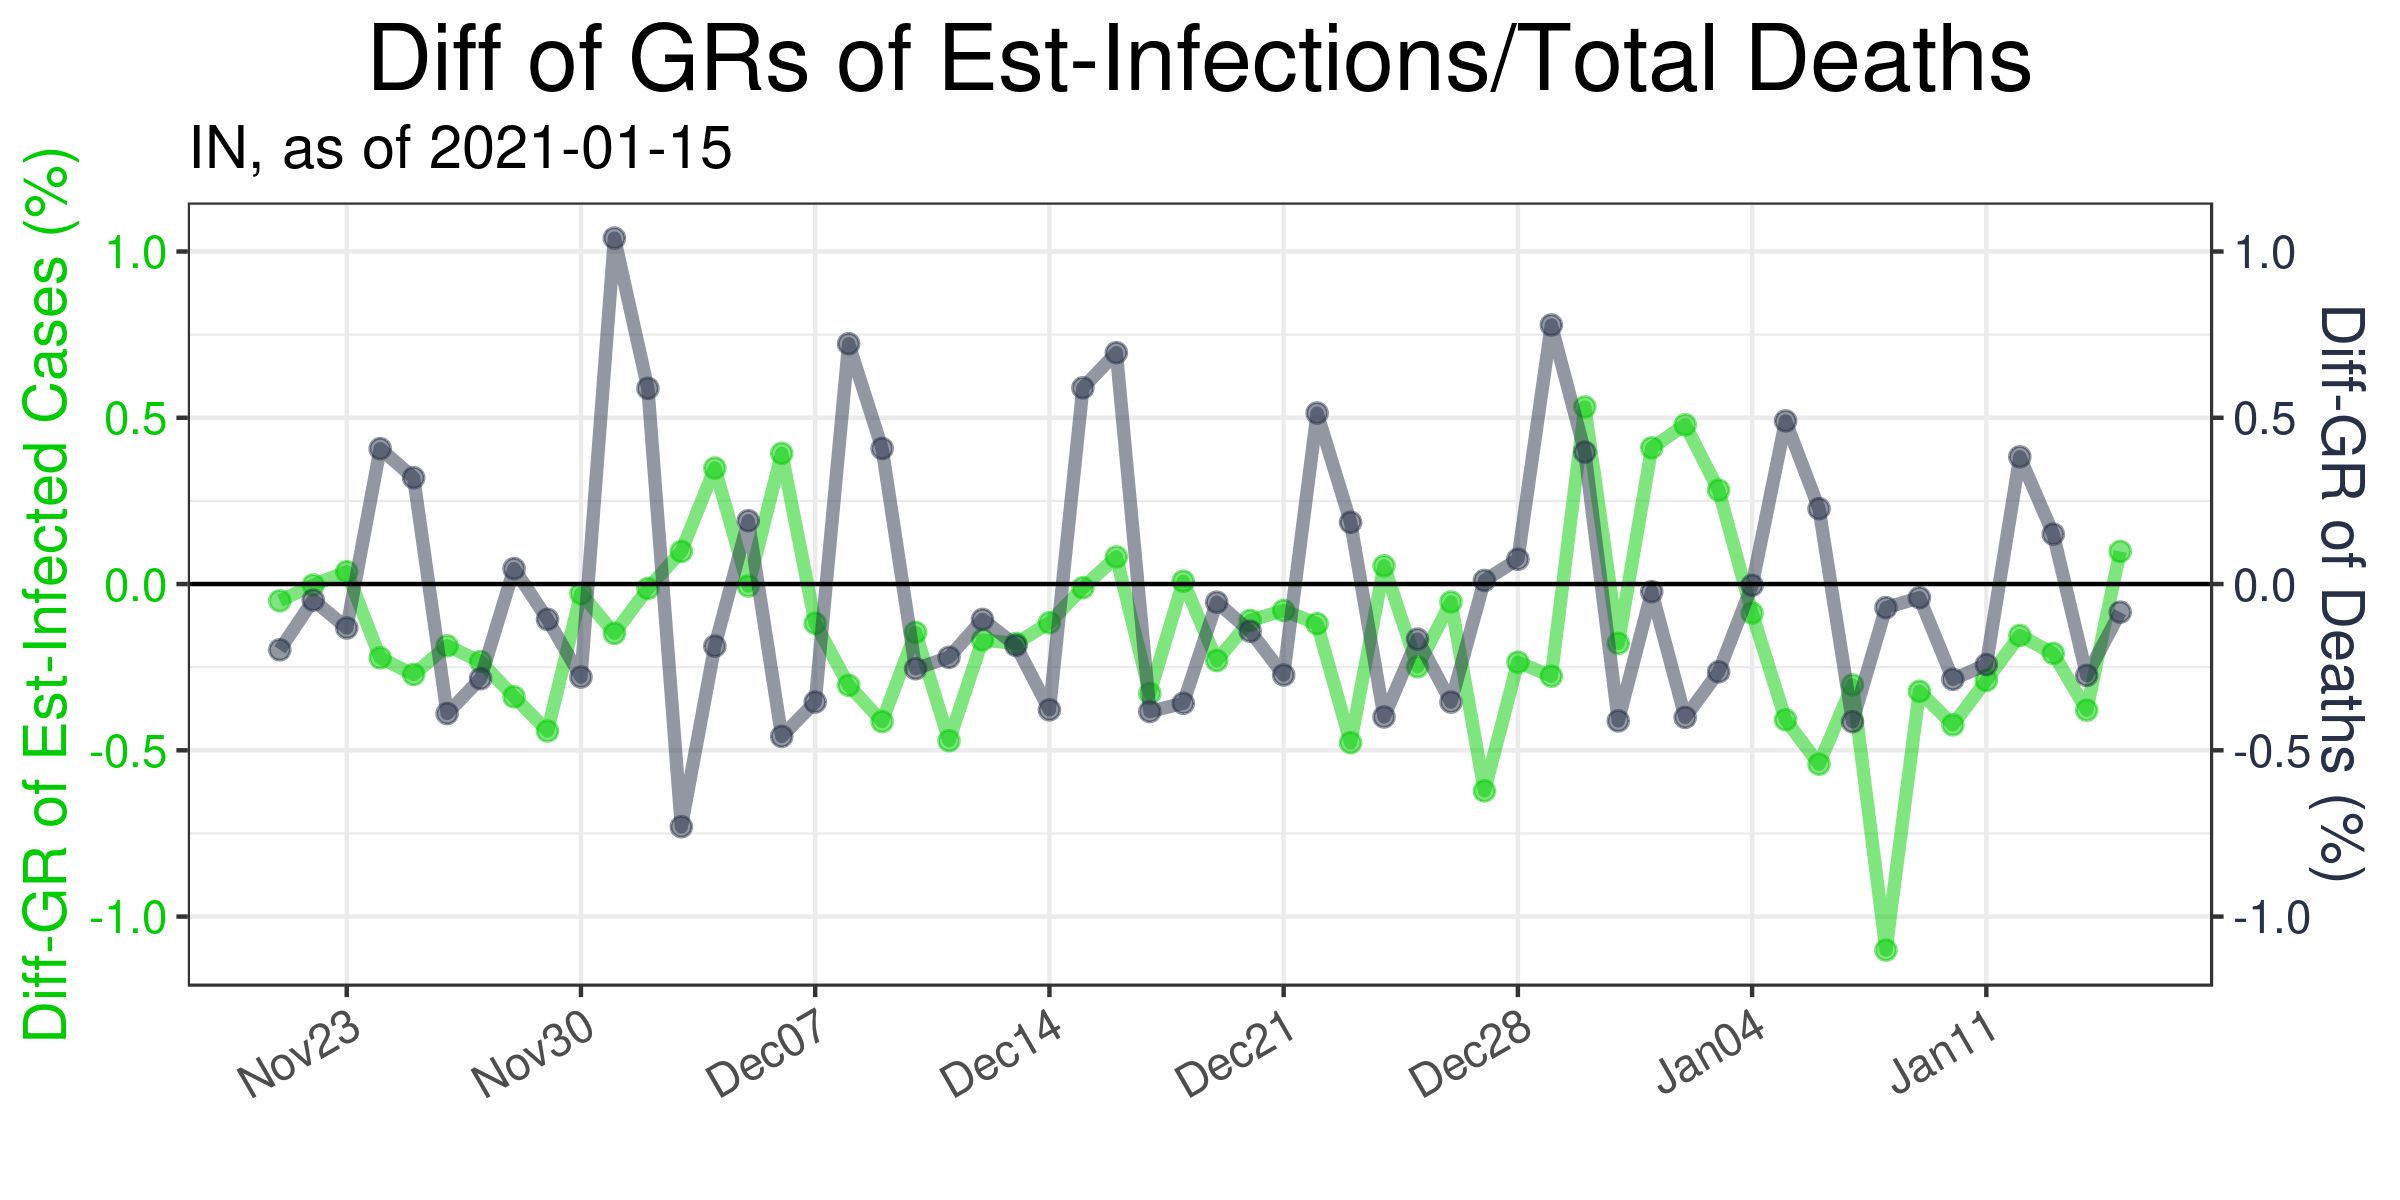 Diff of GRs of Est-Infections/Total Deaths
IN, as of 2021-01-15
Diff-GR of Est-Infected Cases (%)
1.0
0.5
0.0
-0.5
-1.0
1.0
0.5
0.0
-0.5
-1.0
Diff-GR of Deaths (%)
Nov23
Nov30
Dec07
Dec14
Dec21
Dec28
Jan04
Jan11